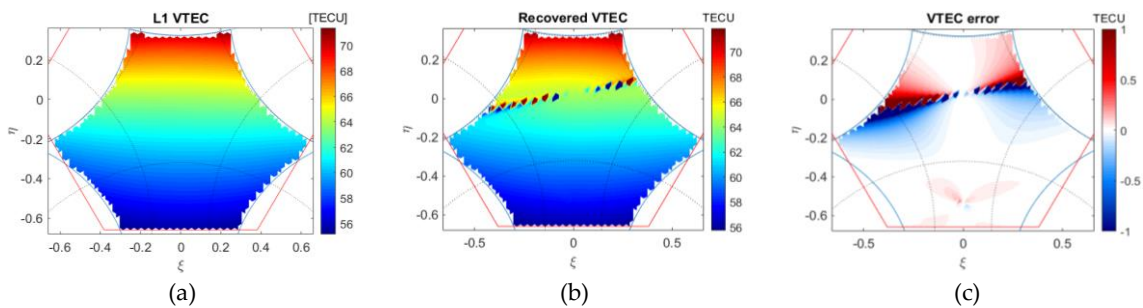 L1 VTEC
[TECU]
70
68
66
64
62
60
58
56
0.2
0
-0.2
-0.4
-0.6
η
-0.6 -0.4 -0.2 0 0.2 0.4 0.6
ξ
(a)
Recovered VTEC
TECU
70
68
66
64
62
60
58
56
0.2
0
-0.2
-0.4
-0.6
η
-0.5 0 0.5
ξ
(b)
VTEC error
TECU
1
0.5
0
-0.5
-1
0.2
0
-0.2
-0.4
-0.6
η
-0.5 0 0.5
ξ
(c)